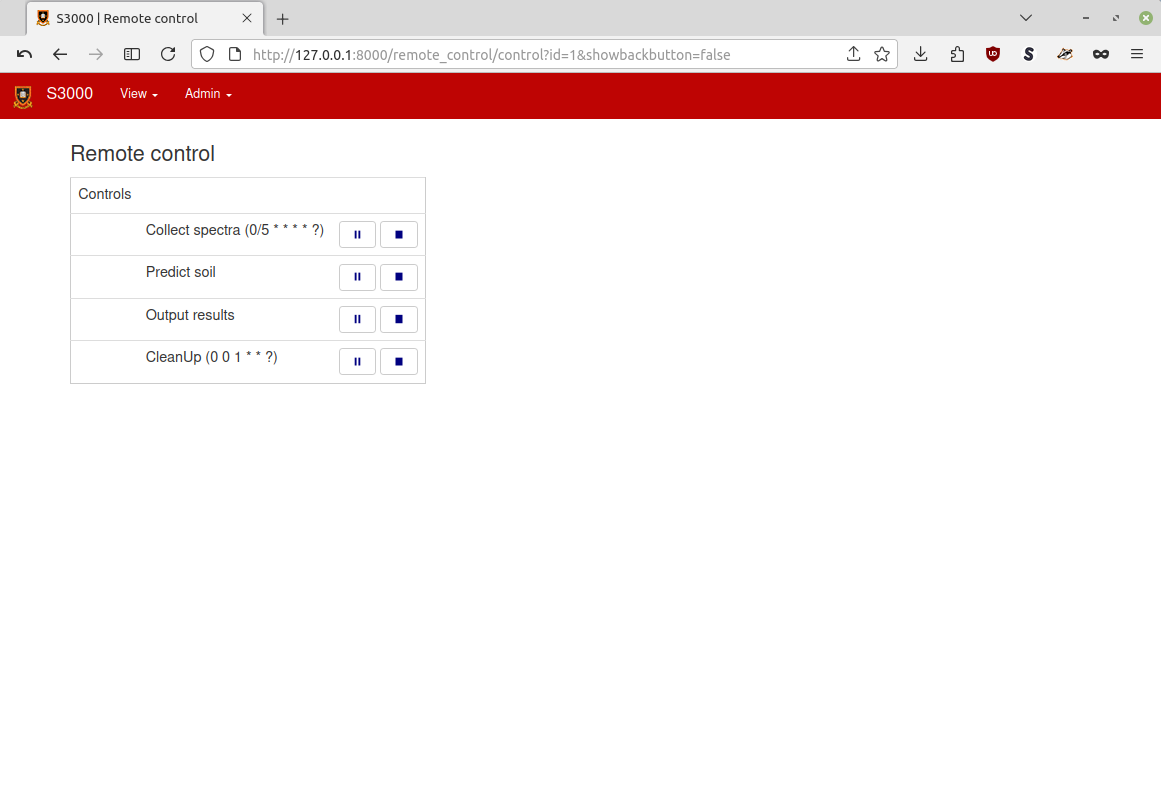 S3000 | Remote control
http://127.0.0.1:8000/remote_control/control?id=1&showbackbutton=false
S3000 View Admin
Remote control
Controls
Collect spectra (0/5 * * * * ?)
Predict soil
Output results
CleanUp (0 0 1 * * ?)